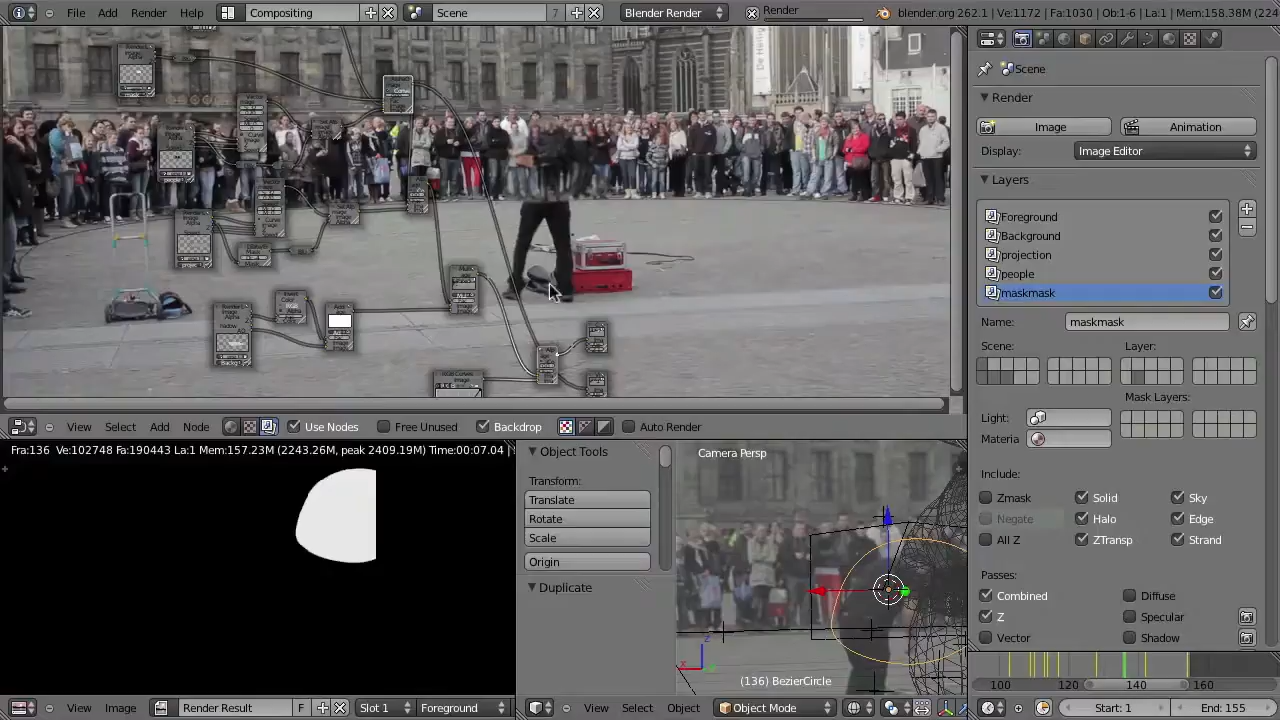 File Add Render Help Compositing Scene 7 Blender Render Render blender.org 262.1 | Ve:1172 | Fa:1030 | Ob:1-6 | La:1 | Mem:158.38M (224
Scene
Render
Image Animation
Display: Image Editor
Layers
Foreground
Background
projection
people
maskmask
Name: maskmask
Scene: Layer:
Mask Layers:
Light:
Materia
Include:
Zmask Solid Sky
Negate Halo Edge
All Z ZTransp Strand
Passes:
Combined Diffuse
Z Specular
Vector Shadow
View Select Add Node Use Nodes Free Unused Backdrop Auto Render
Fra:136 Ve:102748 Fa:190443 La:1 Mem:157.23M (2243.26M, peak 2409.19M) Time:00:07.04 |
Object Tools
Transform:
Translate
Rotate
Scale
Origin
Duplicate
Camera Persp
(136) BezierCircle
100 120 140 160
View Image Render Result F Slot 1 Foreground
View Select Object Object Mode
Start: 1 End: 155